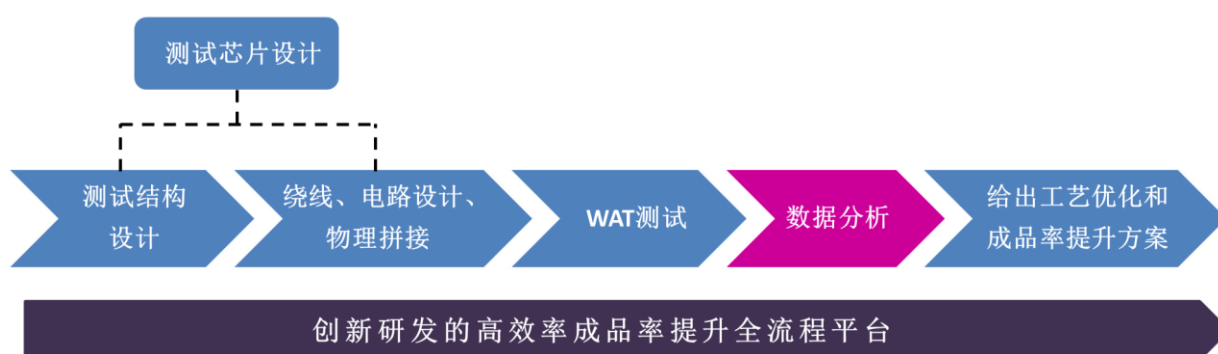 测试芯片设计
测试结构
设计
绕线、电路设计、
物理拼接
WAT测试
数据分析
给出工艺优化和
成品率提升方案
创新研发的高效率成品率提升全流程平台